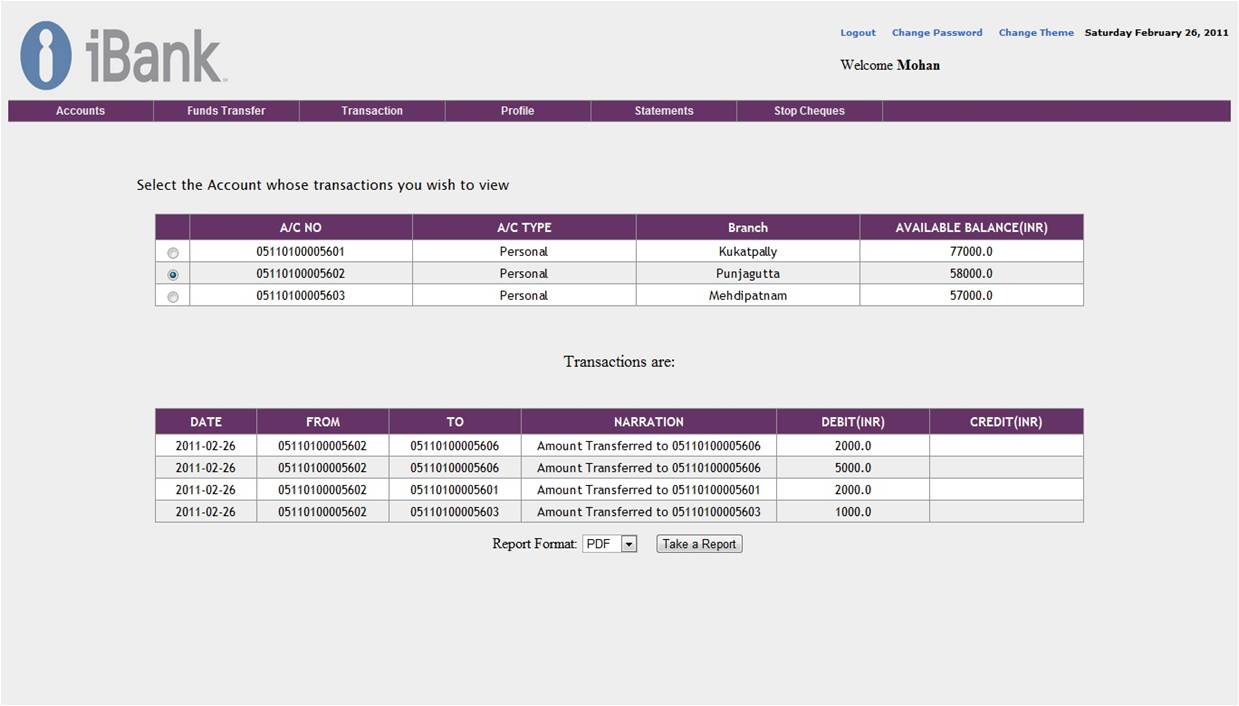 iBank
Logout Change Password Change Theme Saturday February 26, 2011
Welcome Mohan
Accounts Funds Transfer Transaction Profile Statements Stop Cheques
Select the Account whose transactions you wish to view
A/C NO A/C TYPE Branch AVAILABLE BALANCE(INR)
05110100005601 Personal Kukatpally 77000.0
05110100005602 Personal Punjagutta 58000.0
05110100005603 Personal Mehdipatnam 57000.0
Transactions are:
DATE FROM TO NARRATION DEBIT(INR) CREDIT(INR)
2011-02-26 05110100005602 05110100005606 Amount Transferred to 05110100005606 2000.0
2011-02-26 05110100005602 05110100005606 Amount Transferred to 05110100005606 5000.0
2011-02-26 05110100005602 05110100005601 Amount Transferred to 05110100005601 2000.0
2011-02-26 05110100005602 05110100005603 Amount Transferred to 05110100005603 1000.0
Report Format: PDF Take a Report